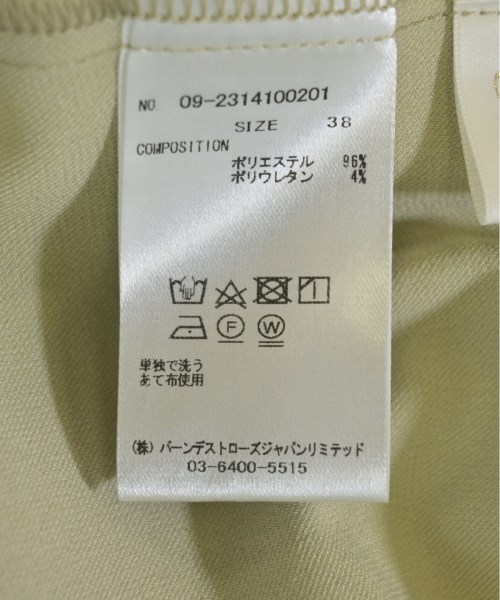 NO 09-2314100201
SIZE 38
COMPOSITION
ポリエステル 96%
ポリウレタン 4%
F W
単独で洗う
あて布使用
(株) バーンデストローズジャパンリミテッド
03-6400-5515